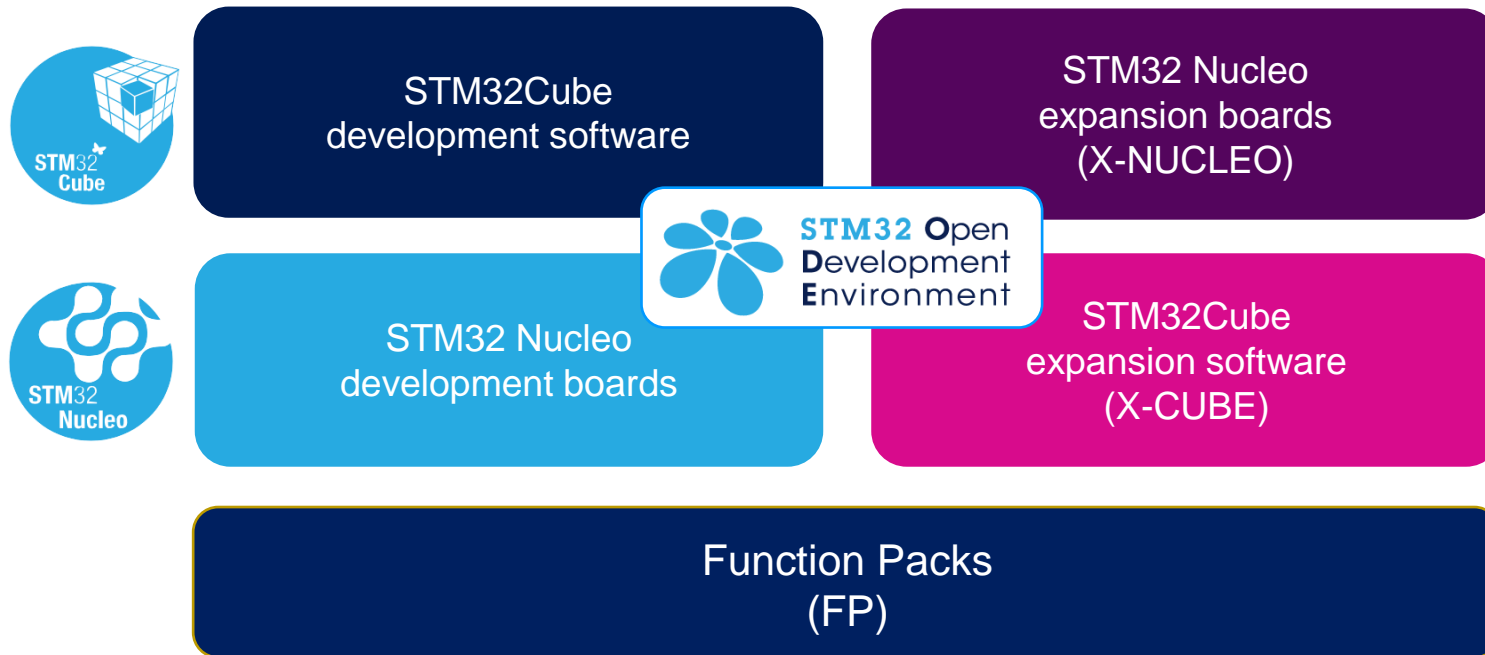 STM32
Cube
STM32Cube
development software
STM32 Nucleo
expansion boards
(X-NUCLEO)
STM32 Open
Development
Environment
STM32
Nucleo
STM32 Nucleo
development boards
STM32Cube
expansion software
(X-CUBE)
Function Packs
(FP)